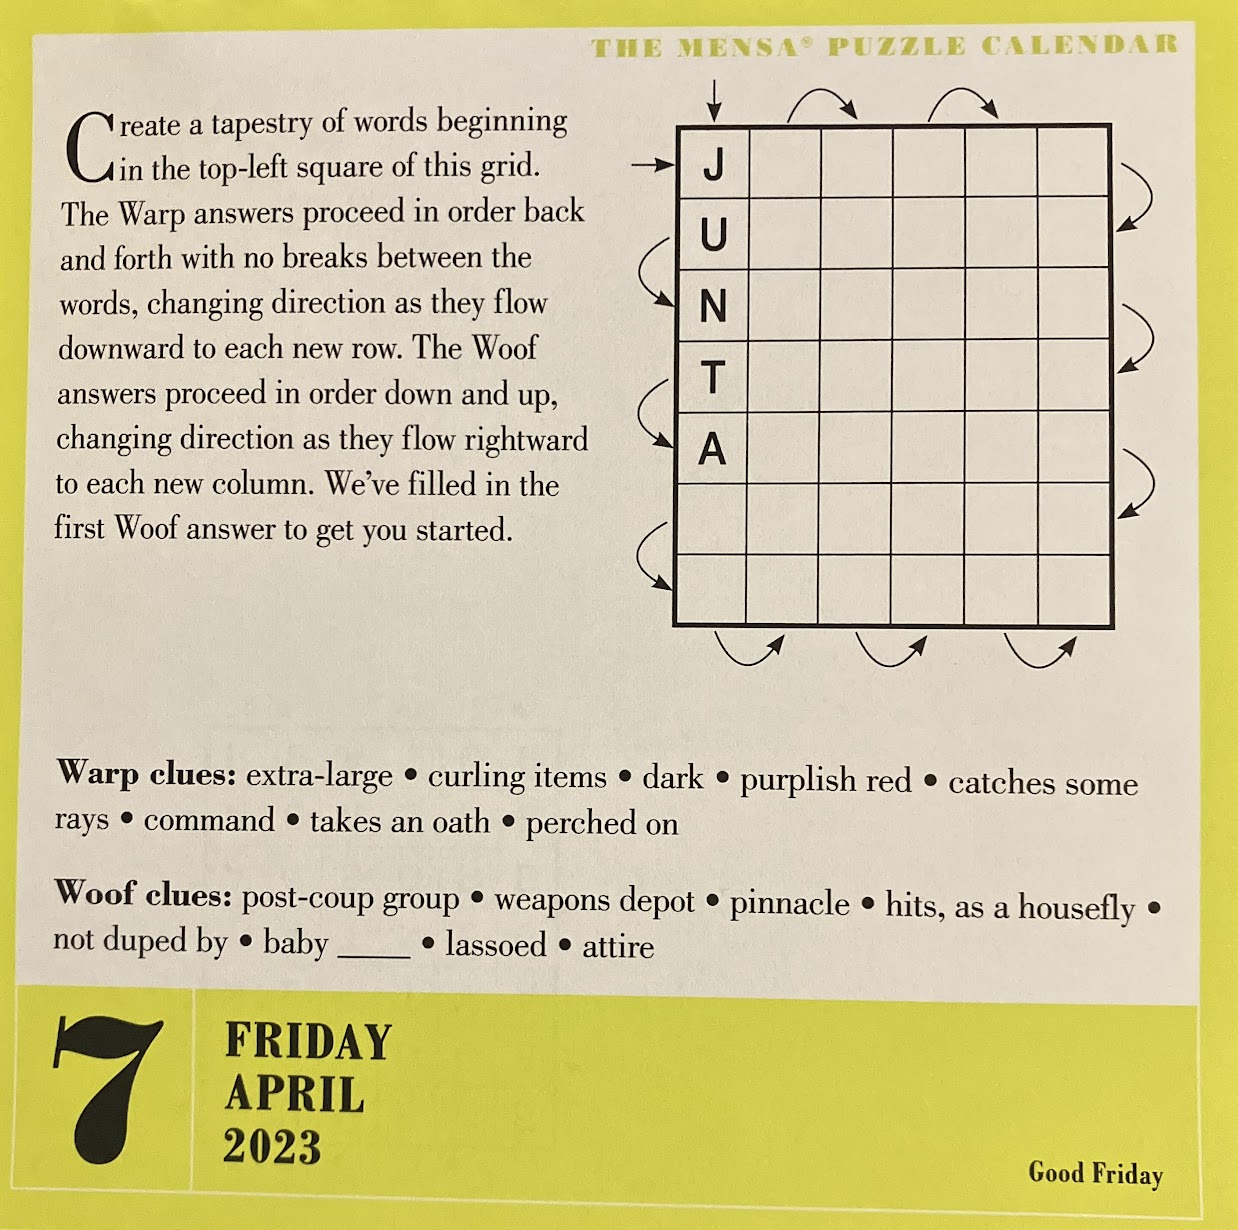 THE MENSA® PUZZLE CALENDAR
Create a tapestry of words beginning
in the top-left square of this grid.
The Warp answers proceed in order back
and forth with no breaks between the
words, changing direction as they flow
downward to each new row. The Woof
answers proceed in order down and up,
changing direction as they flow rightward
to each new column. We’ve filled in the
first Woof answer to get you started.
J
U
N
T
A
Warp clues: extra-large • curling items • dark • purplish red • catches some
rays • command • takes an oath • perched on
Woof clues: post-coup group • weapons depot • pinnacle • hits, as a housefly •
not duped by • baby ____ • lassoed • attire
7
FRIDAY
APRIL
2023
Good Friday